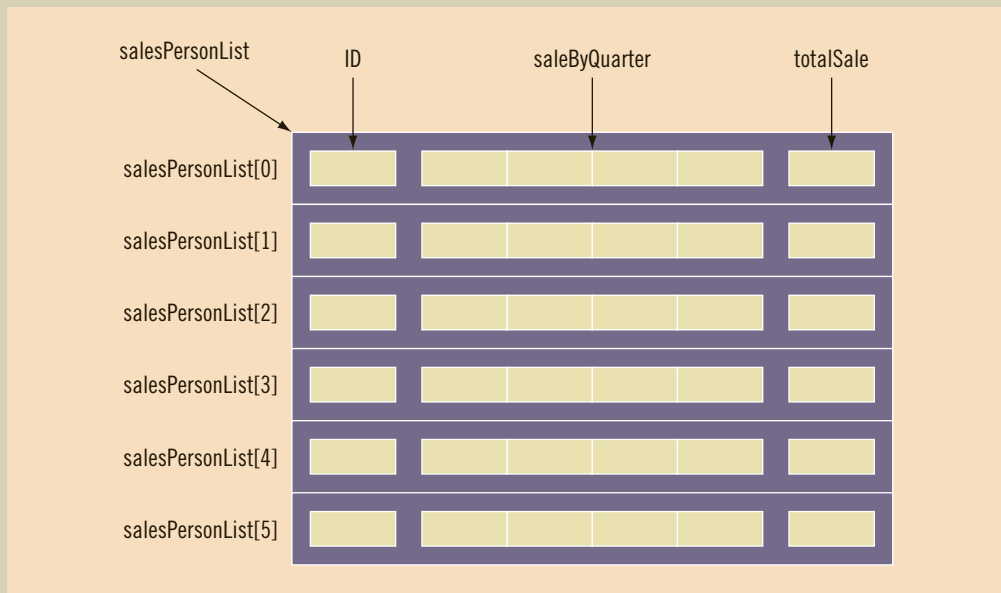 salesPersonList
ID
saleByQuarter
totalSale
salesPersonList[0]
salesPersonList[1]
salesPersonList[2]
salesPersonList[3]
salesPersonList[4]
salesPersonList[5]